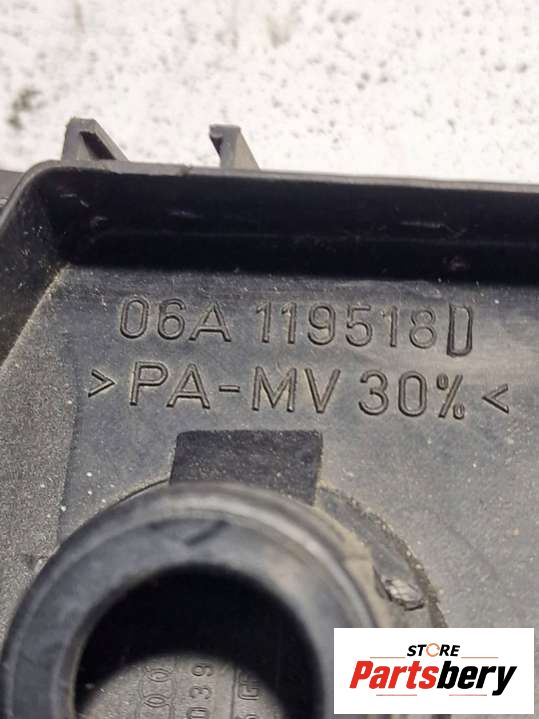 06A 119518D
>PA-MV 30%<
STORE
Partsbery